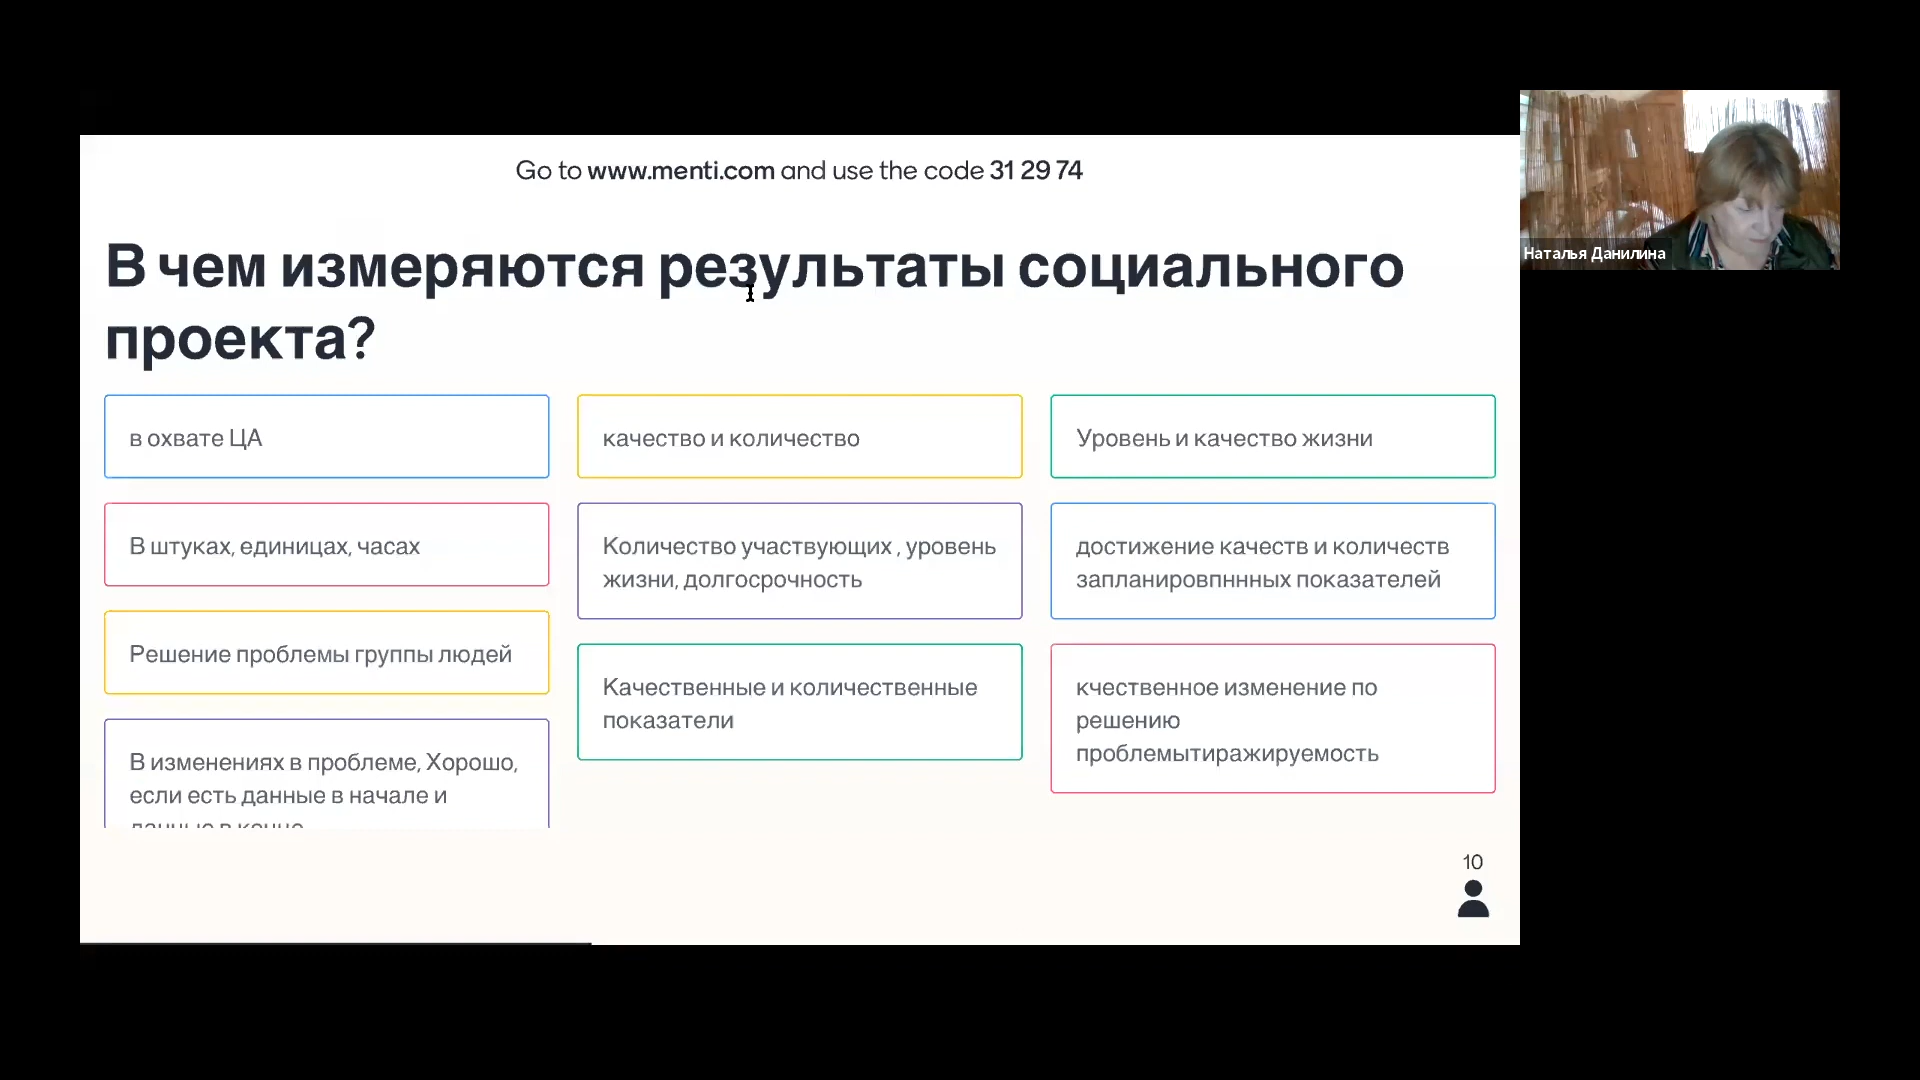 Go to www.menti.com and use the code 31 29 74
Наталья Данилина
В чем измеряются результаты социального
проекта?
в охвате ЦА
В штуках, единицах, часах
Решение проблемы группы людей
В изменениях в проблеме, Хорошо,
если есть данные в начале и
данные в конце
качество и количество
Количество участвующих , уровень
жизни, долгосрочность
Качественные и количественные
показатели
Уровень и качество жизни
достижение качеств и количеств
запланировпннных показателей
кчественное изменение по
решению
проблемытиражируемость
10